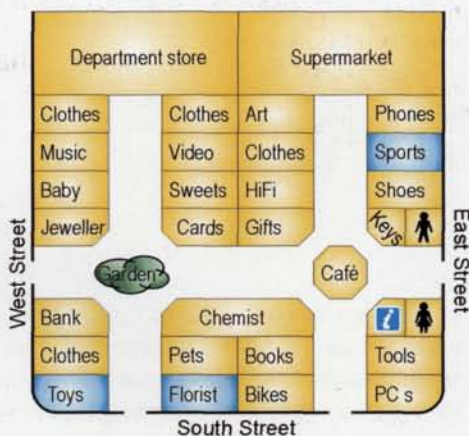 Department store Supermarket
Clothes Clothes Art Phones
Music Video Clothes Sports
Baby Sweets HiFi Shoes
Jeweller Cards Gifts Keys
West Street
East Street
Garden Café
Bank Chemist i
Clothes Pets Books Tools
Toys Florist Bikes PC s
South Street